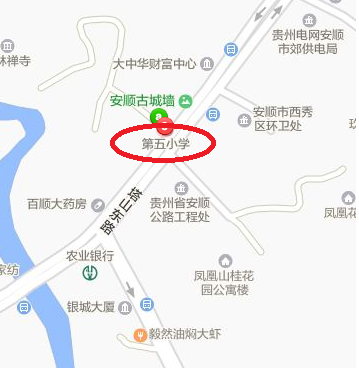 贵州电网安顺
市郊供电局
林禅寺
大中华财富中心
安顺古城墙
安顺市西秀
区环卫处
第五小学
百顺大药房
贵州省安顺
公路工程处
塔山东路
农业银行
凤凰山桂花
园公寓楼
家纺
银城大厦
毅然油焖大虾